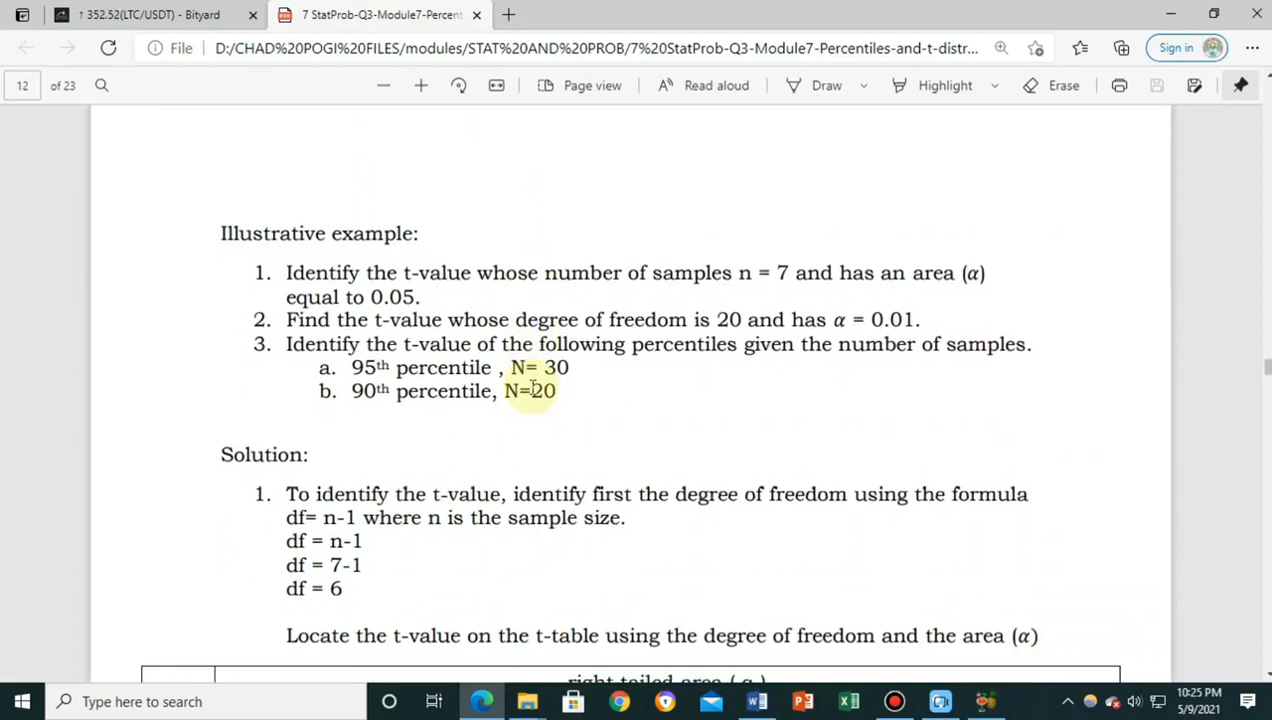 ↑ 352.52(LTC/USDT) - Bityard
7 StatProb-Q3-Module7-Percent
File
D:/CHAD%20POGI%20FILES/modules/STAT%20AND%20PROB/7%20StatProb-Q3-Module7-Percentiles-and-t-distr...
Sign in
12 of 23
Page view
Read aloud
Draw
Highlight
Erase
Illustrative example:
1. Identify the t-value whose number of samples n = 7 and has an area (α)
equal to 0.05.
2. Find the t-value whose degree of freedom is 20 and has α = 0.01.
3. Identify the t-value of the following percentiles given the number of samples.
a. 95th percentile , N= 30
b. 90th percentile, N=20
Solution:
1. To identify the t-value, identify first the degree of freedom using the formula
df= n-1 where n is the sample size.
df = n-1
df = 7-1
df = 6
Locate the t-value on the t-table using the degree of freedom and the area (α)
right tailed area ( α )
Type here to search
10:25 PM
5/9/2021